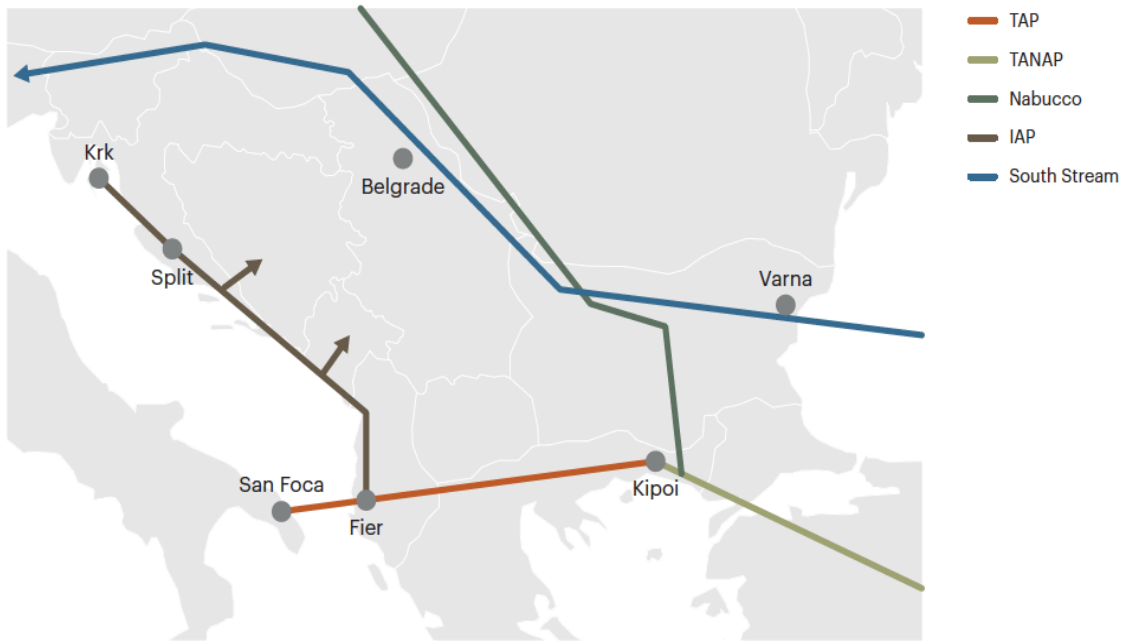 TAP
TANAP
Nabucco
IAP
South Stream
Krk
Belgrade
Split
Varna
San Foca
Kipoi
Fier